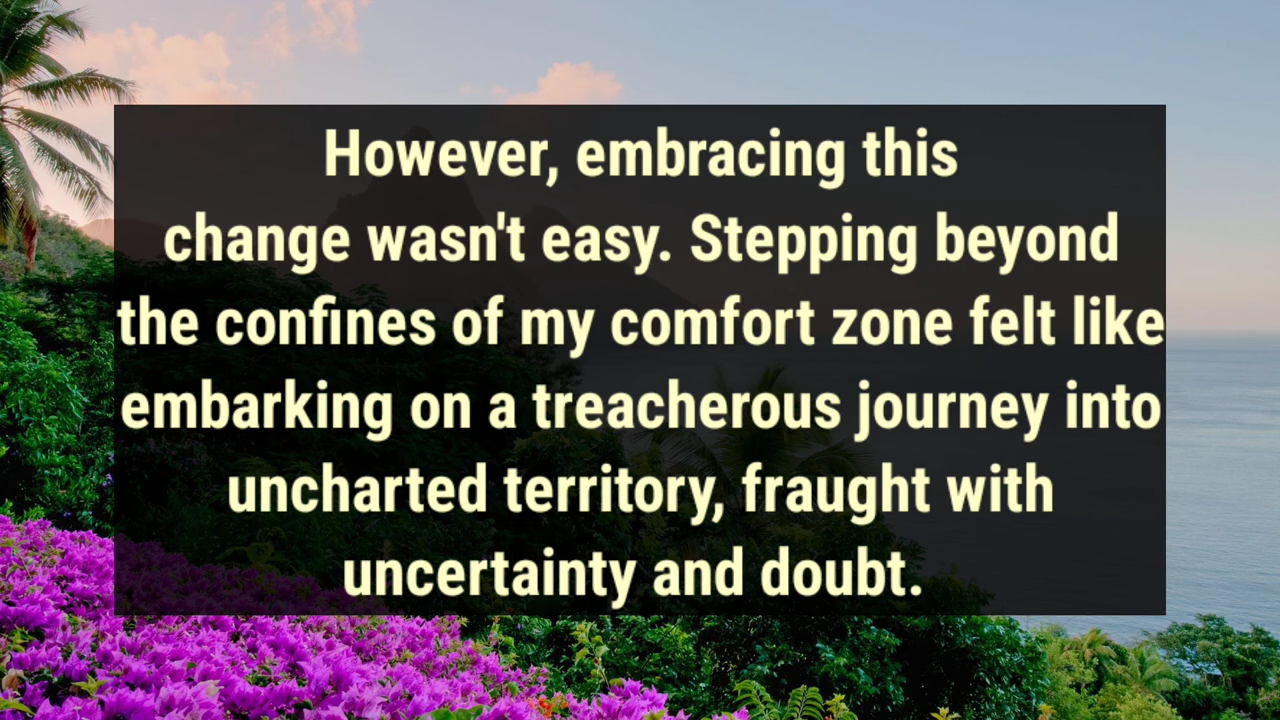 However, embracing this
change wasn't easy. Stepping beyond
the confines of my comfort zone felt like
embarking on a treacherous journey into
uncharted territory, fraught with
uncertainty and doubt.